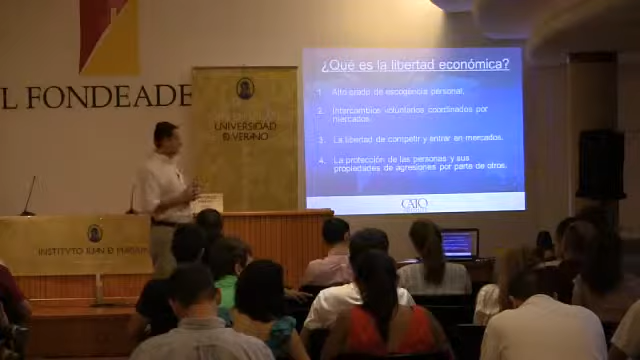 L FONDEADE
UNIVERSIDAD
DE VERANO
INSTITVTO JUAN DE MARIANA
¿Qué es la libertad económica?
1. Alto grado de escogencia personal,
2. Intercambios voluntarios coordinados por
mercados.
3. La libertad de competir y entrar en mercados.
4. La protección de las personas y sus
propiedades de agresiones por parte de otros.
CATO